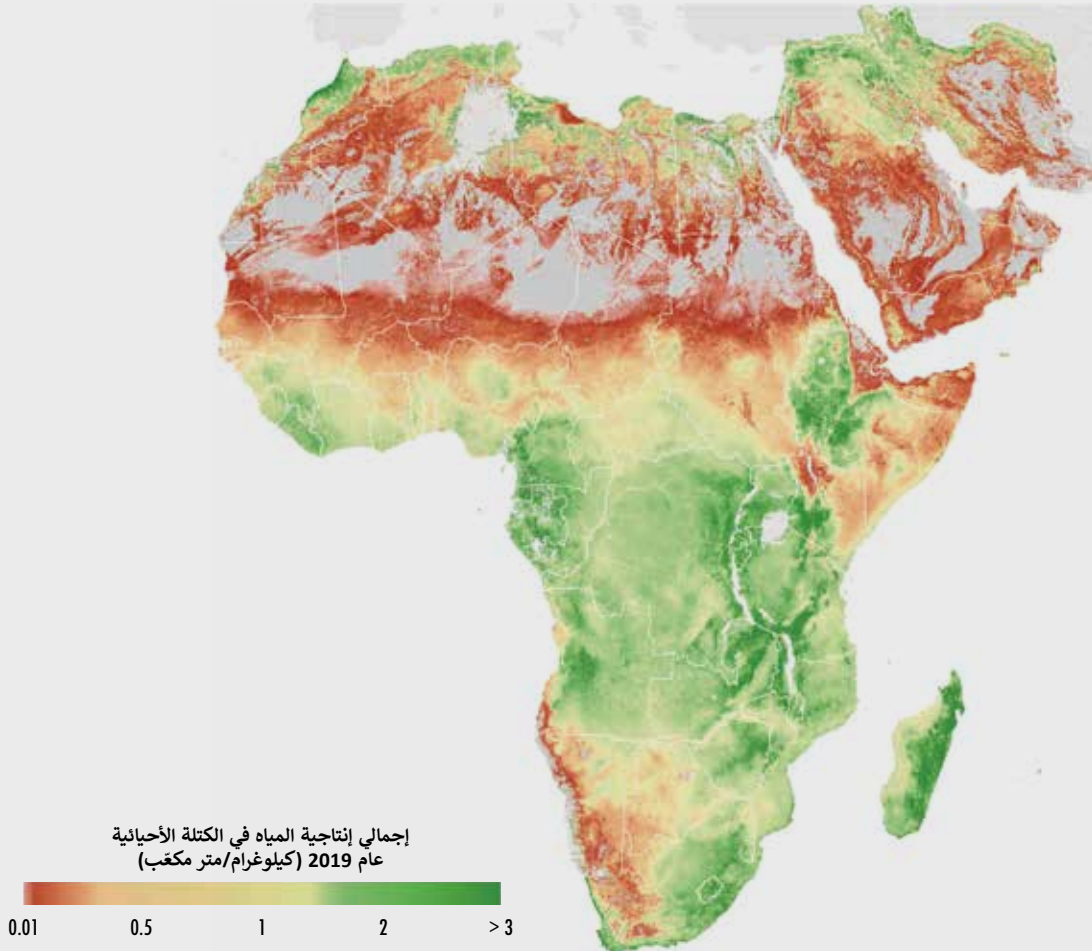 إجمالي إنتاجية المياه في الكتلة الأحيائية
عام 2019 (كيلوغرام/متر مكعّب)
0.01 0.5 1 2 > 3